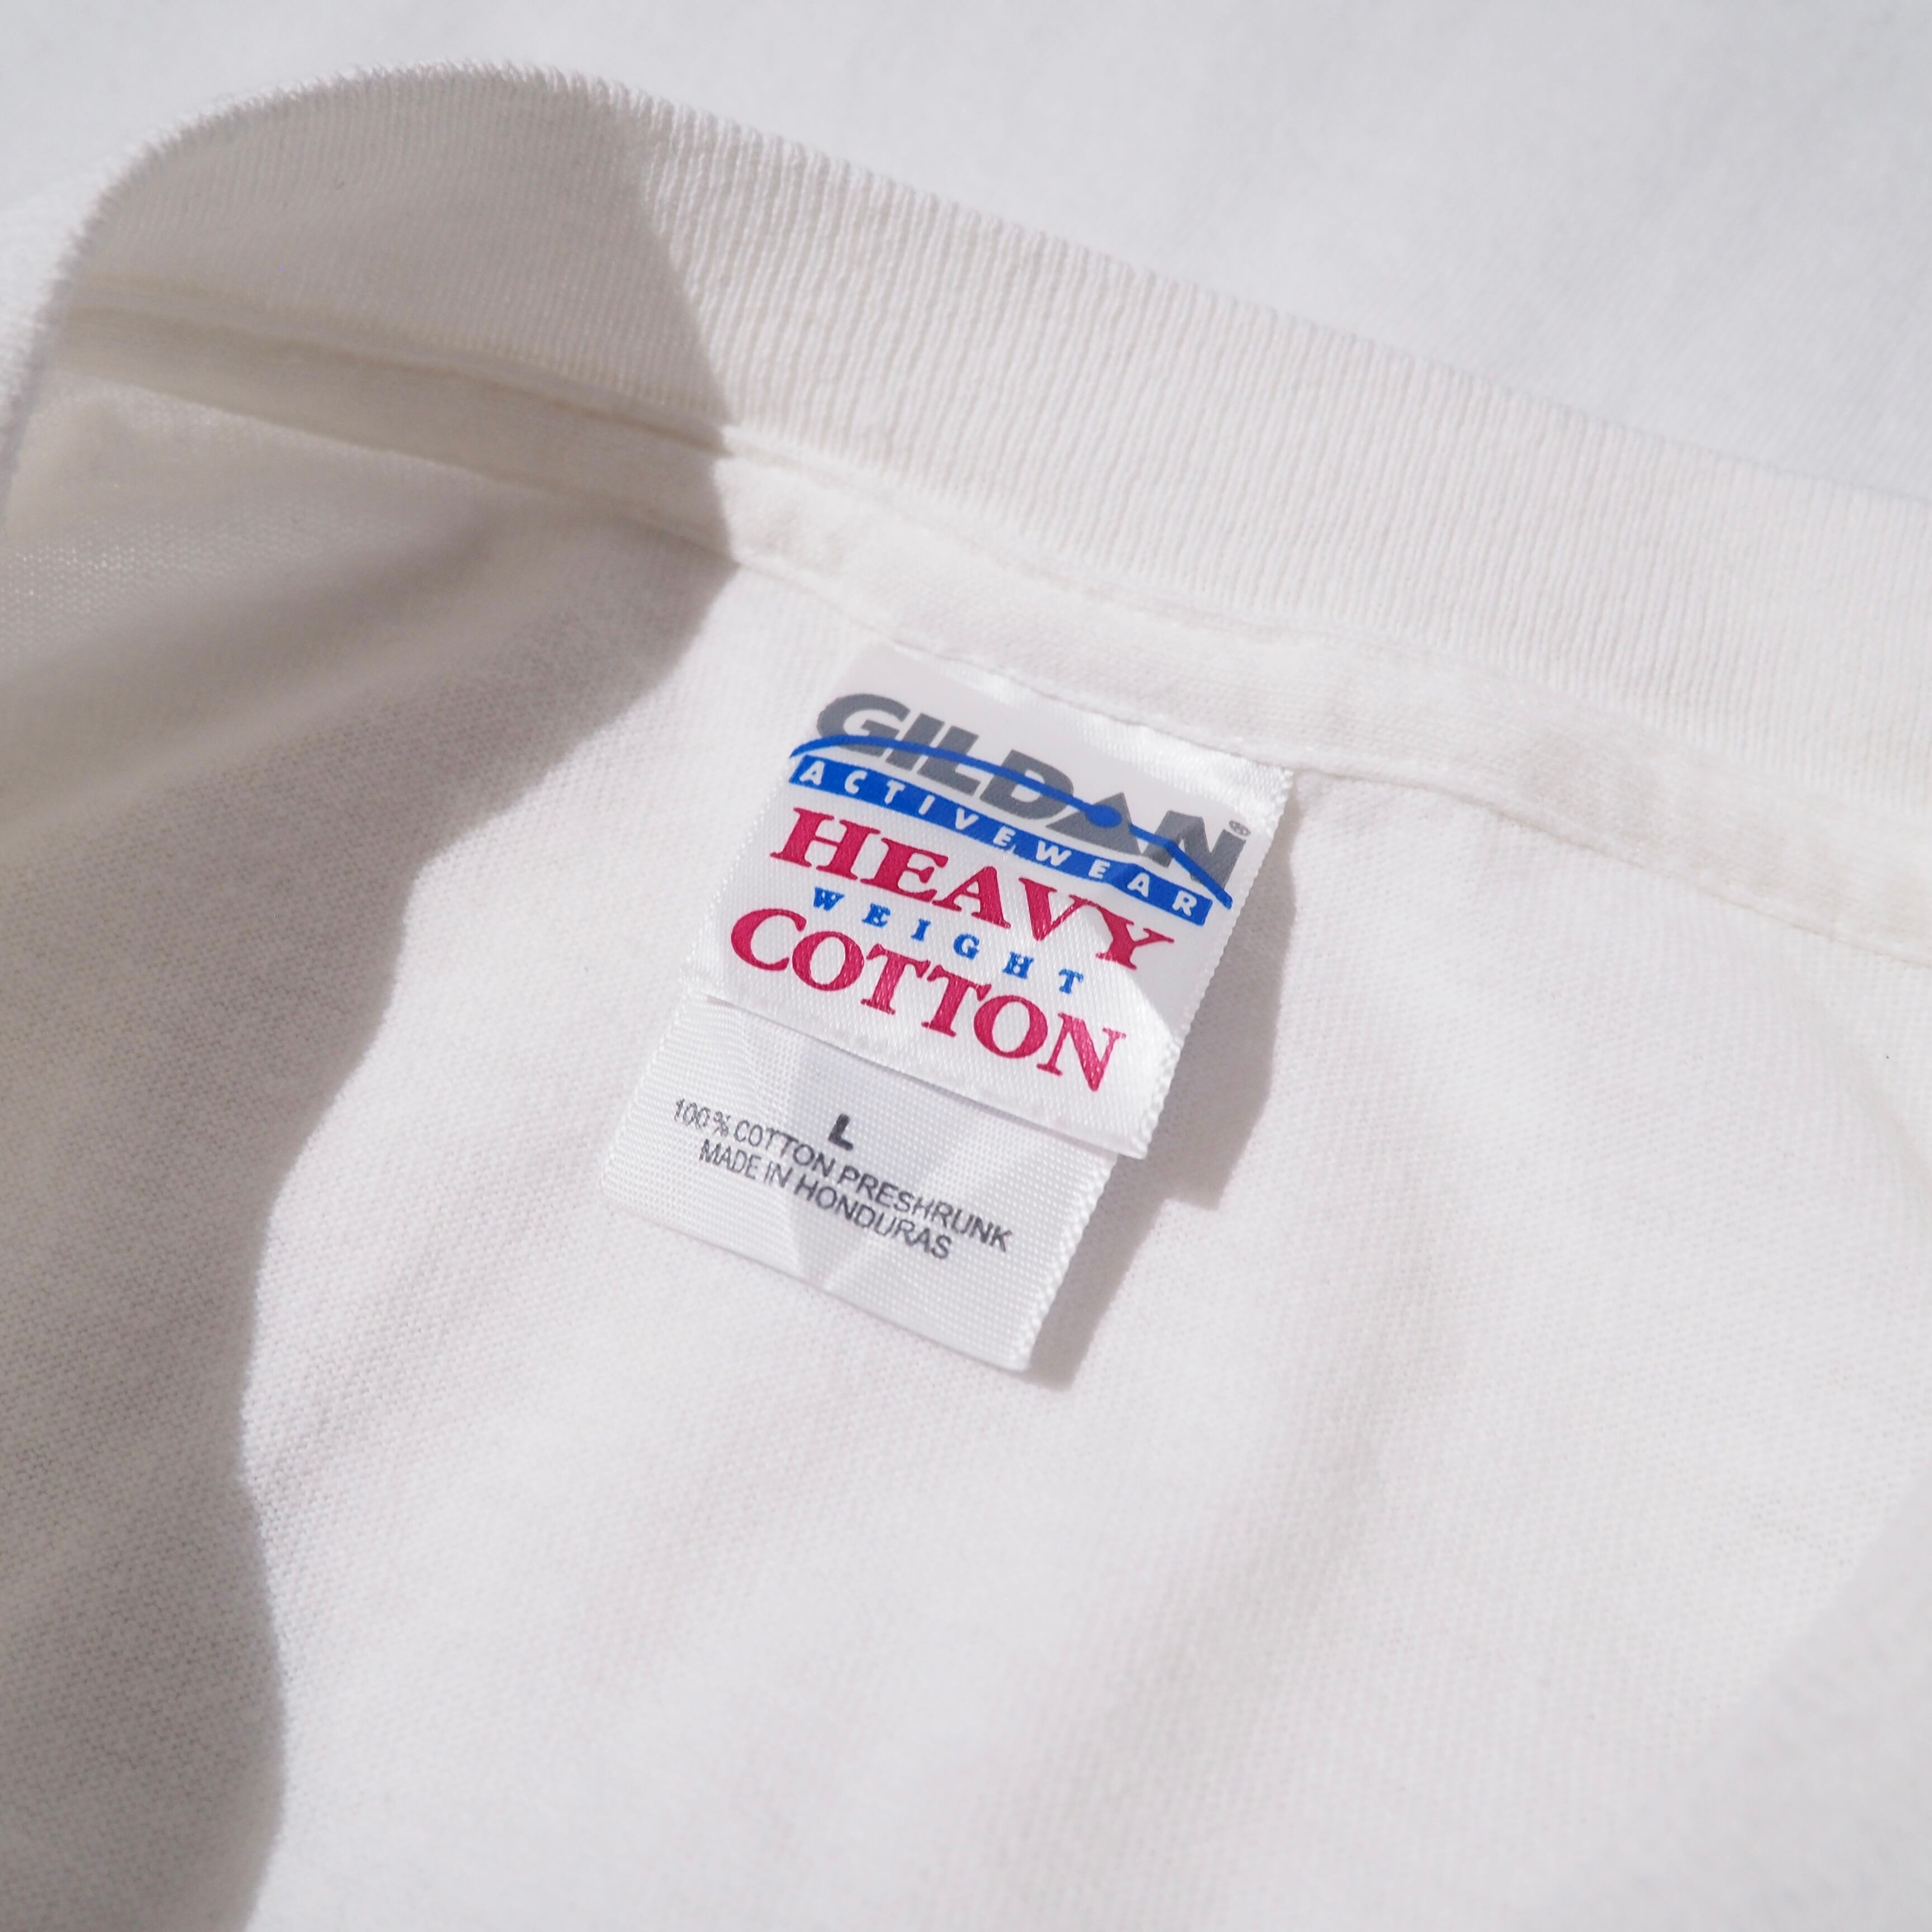 GILDAN®
ACTIVEWEAR
HEAVY
WEIGHT
COTTON
L
100% COTTON PRESHRUNK
MADE IN HONDURAS